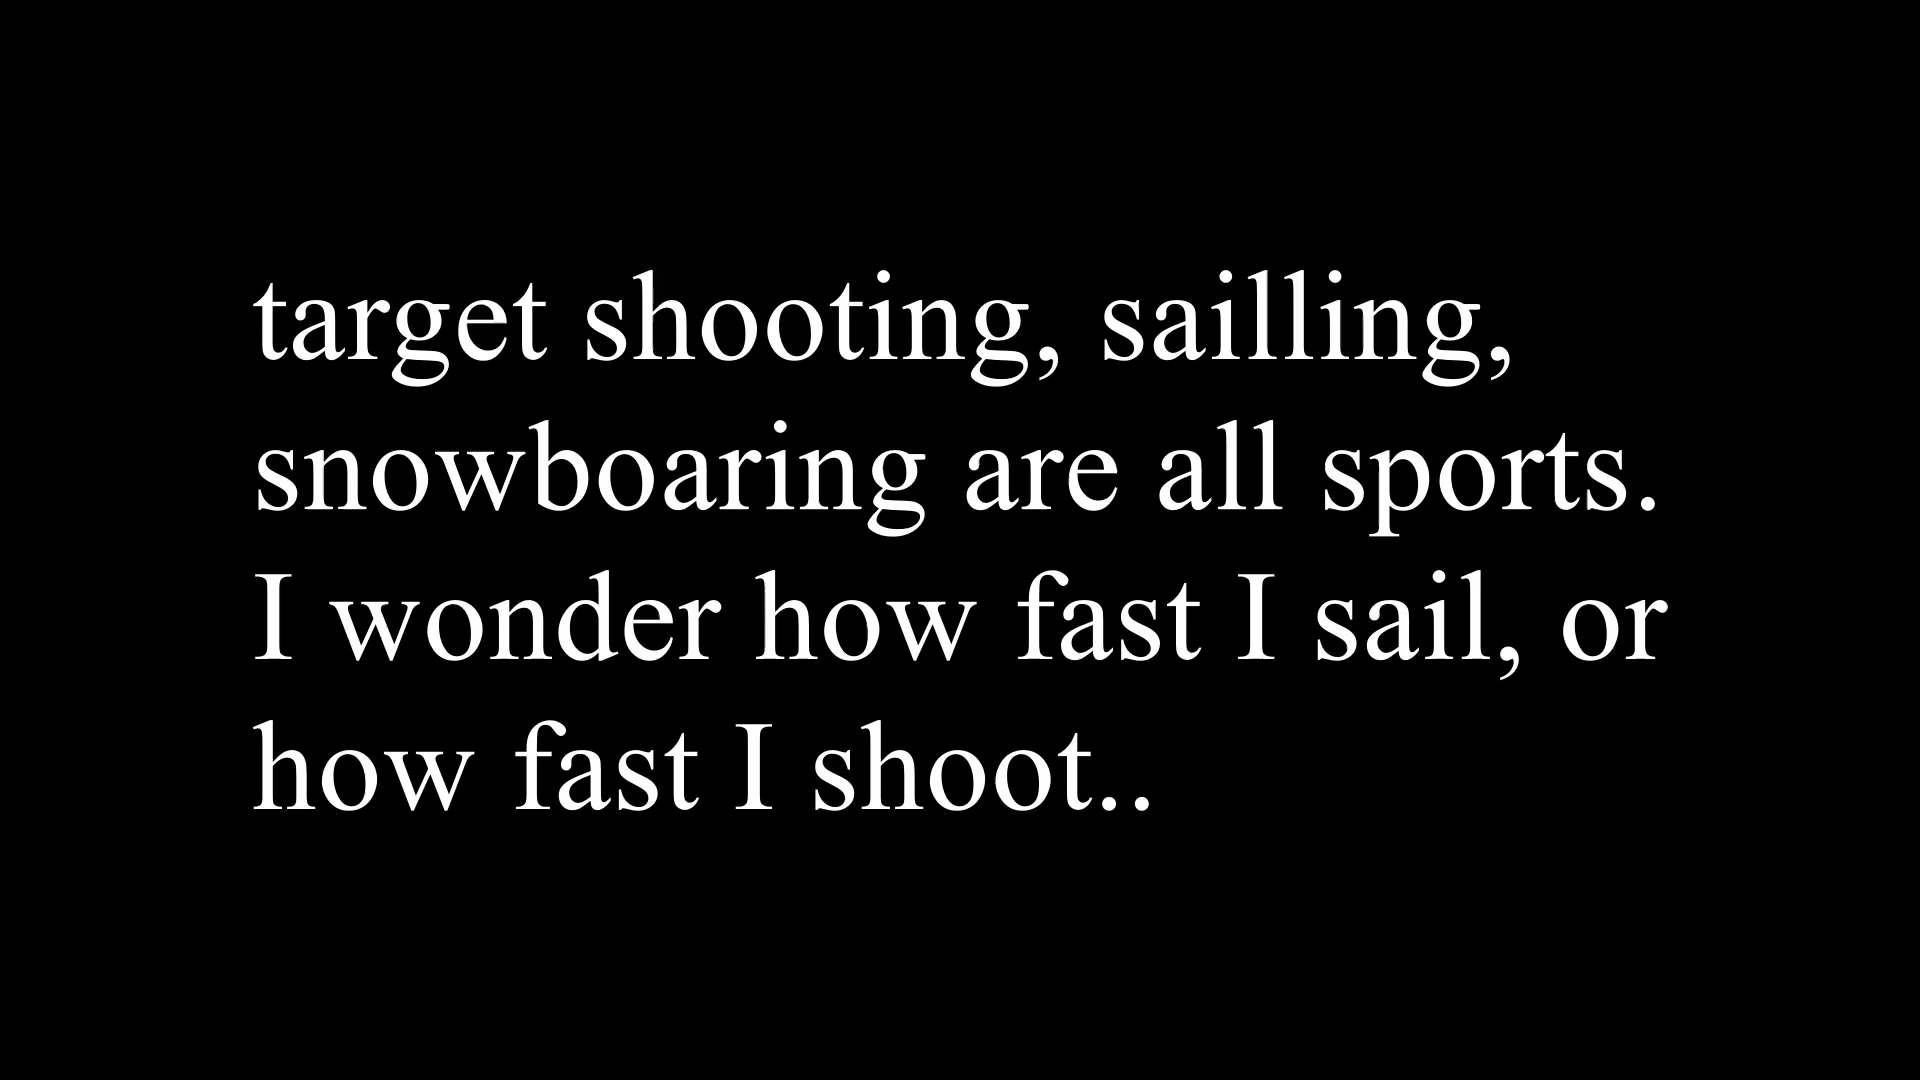 target shooting, sailling,
snowboaring are all sports.
I wonder how fast I sail, or
how fast I shoot..